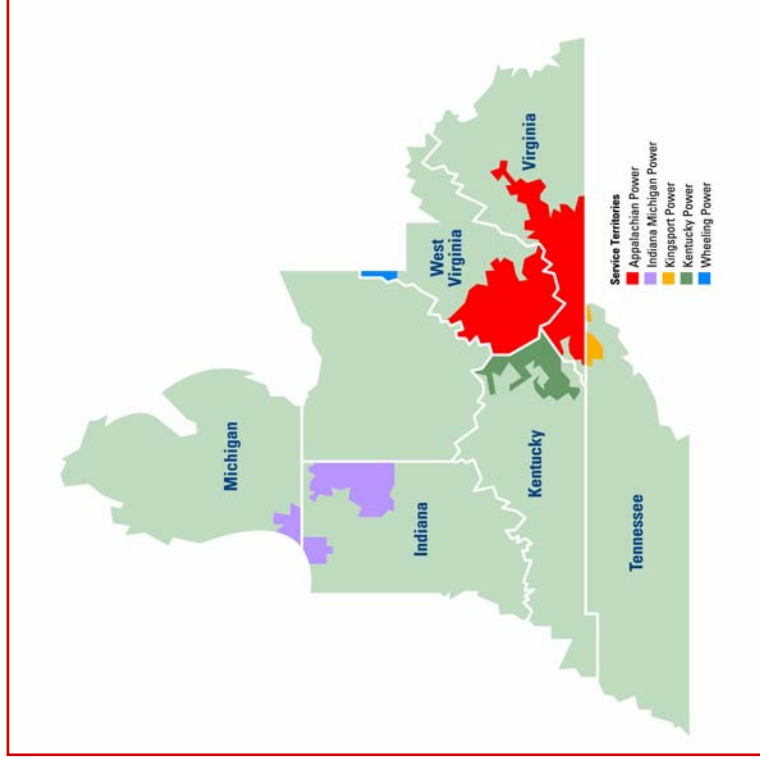 Michigan
Indiana
West
Virginia
Virginia
Kentucky
Tennessee
Service Territories
Appalachian Power
Indiana Michigan Power
Kingsport Power
Kentucky Power
Wheeling Power